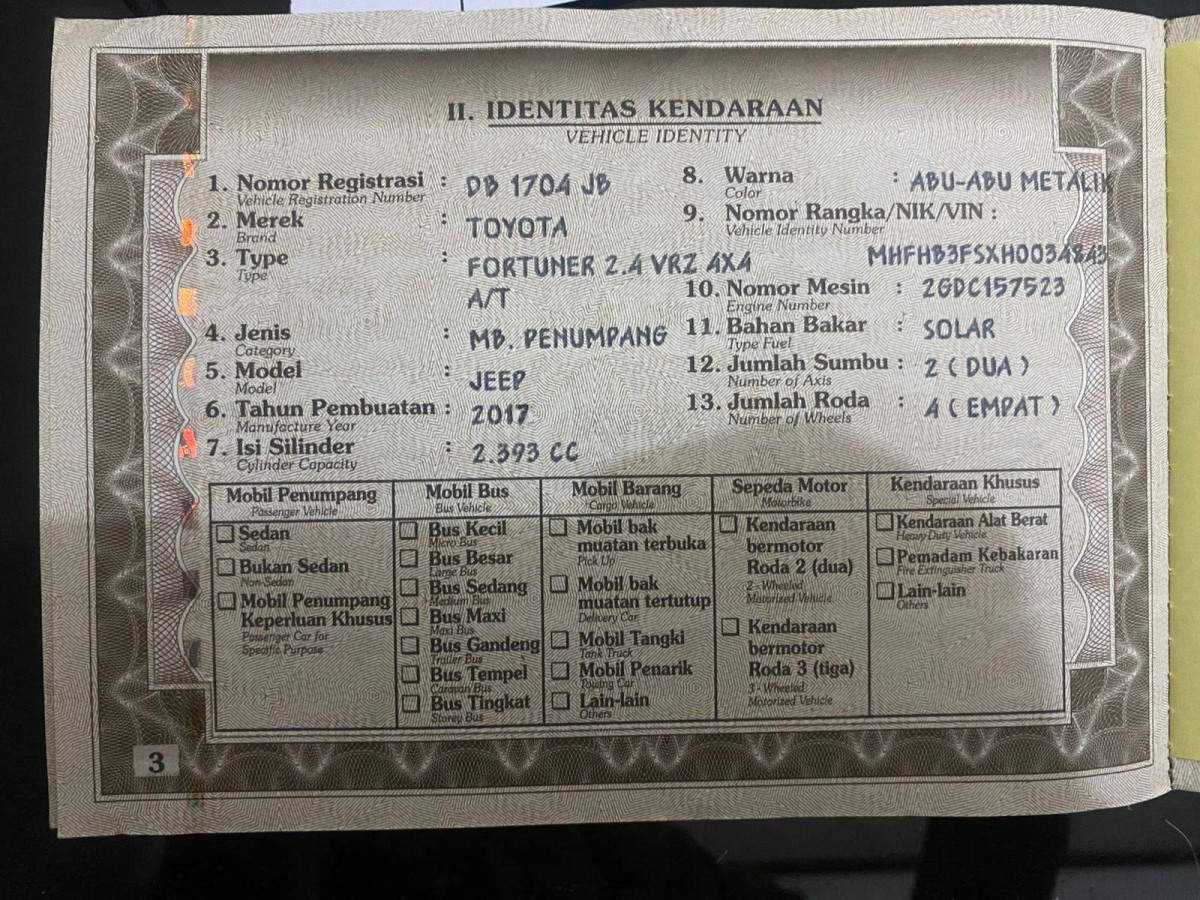 II. IDENTITAS KENDARAAN
VEHICLE IDENTITY
1. Nomor Registrasi : DB 1704 JB
Vehicle Registration Number
2. Merek : TOYOTA
Brand
3. Type : FORTUNER 2.4 VRZ 4X4
Type
A/T
4. Jenis : MB. PENUMPANG
Category
5. Model : JEEP
Model
6. Tahun Pembuatan : 2017
Manufacture Year
7. Isi Silinder : 2.393 CC
Cylinder Capacity
8. Warna : ABU-ABU METALIK
Color
9. Nomor Rangka/NIK/VIN :
Vehicle Identity Number
MHFHB3FSXH0034843
10. Nomor Mesin : 2GDC157523
Engine Number
11. Bahan Bakar : SOLAR
Type Fuel
12. Jumlah Sumbu : 2 ( DUA )
Number of Axis
13. Jumlah Roda : 4 ( EMPAT )
Number of Wheels
Mobil Penumpang
Passenger Vehicle
Sedan
Sedan
Bukan Sedan
Non-Sedan
Mobil Penumpang
Keperluan Khusus
Passenger Car for
Specific Purpose
Mobil Bus
Bus Vehicle
Bus Kecil
Micro Bus
Bus Besar
Large Bus
Bus Sedang
Medium Bus
Bus Maxi
Maxi Bus
Bus Gandeng
Trailer Bus
Bus Tempel
Caravan Bus
Bus Tingkat
Storey Bus
Mobil Barang
Cargo Vehicle
Mobil bak
muatan terbuka
Pick Up
Mobil bak
muatan tertutup
Delivery Car
Mobil Tangki
Tank Truck
Mobil Penarik
Towing Car
Lain-lain
Others
Sepeda Motor
Motorbike
Kendaraan
bermotor
Roda 2 (dua)
2 - Wheeled
Motorized Vehicle
Kendaraan
bermotor
Roda 3 (tiga)
3 - Wheeled
Motorized Vehicle
Kendaraan Khusus
Special Vehicle
Kendaraan Alat Berat
Heavy Duty Vehicle
Pemadam Kebakaran
Fire Extinguisher Truck
Lain-lain
Others
3